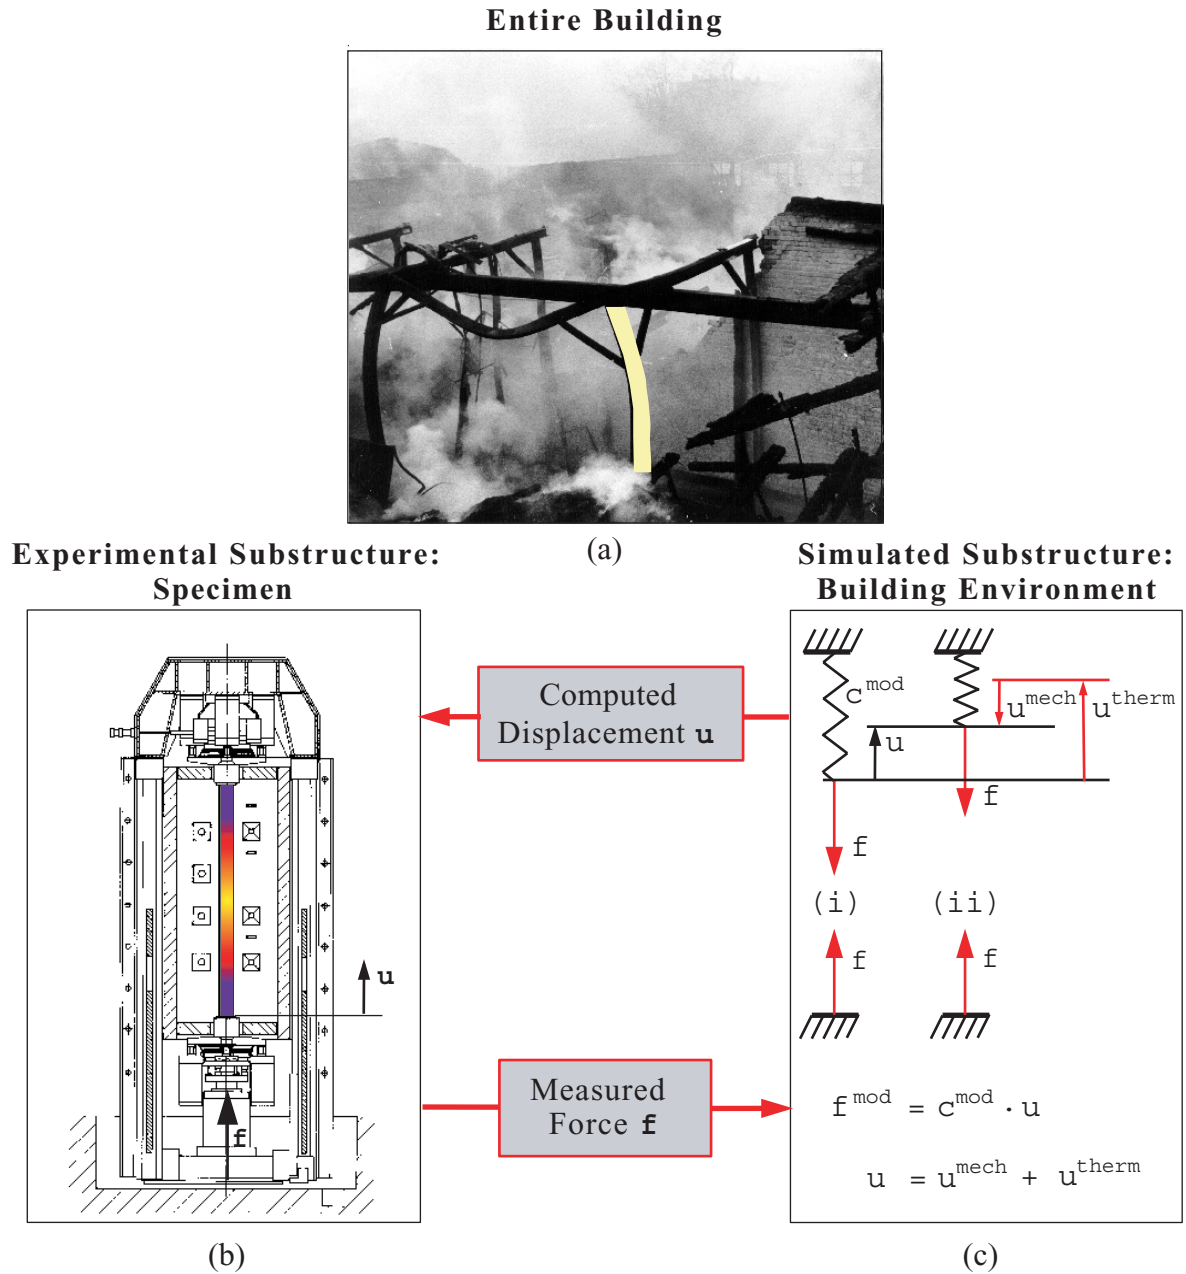 Entire Building
(a)
Experimental Substructure:
Specimen
Simulated Substructure:
Building Environment
Computed
Displacement u
c^mod
u^mech
u^therm
u
f
f
(i)
(ii)
f
f
u
f
Measured
Force f
f^mod = c^mod · u
u = u^mech + u^therm
(b)
(c)